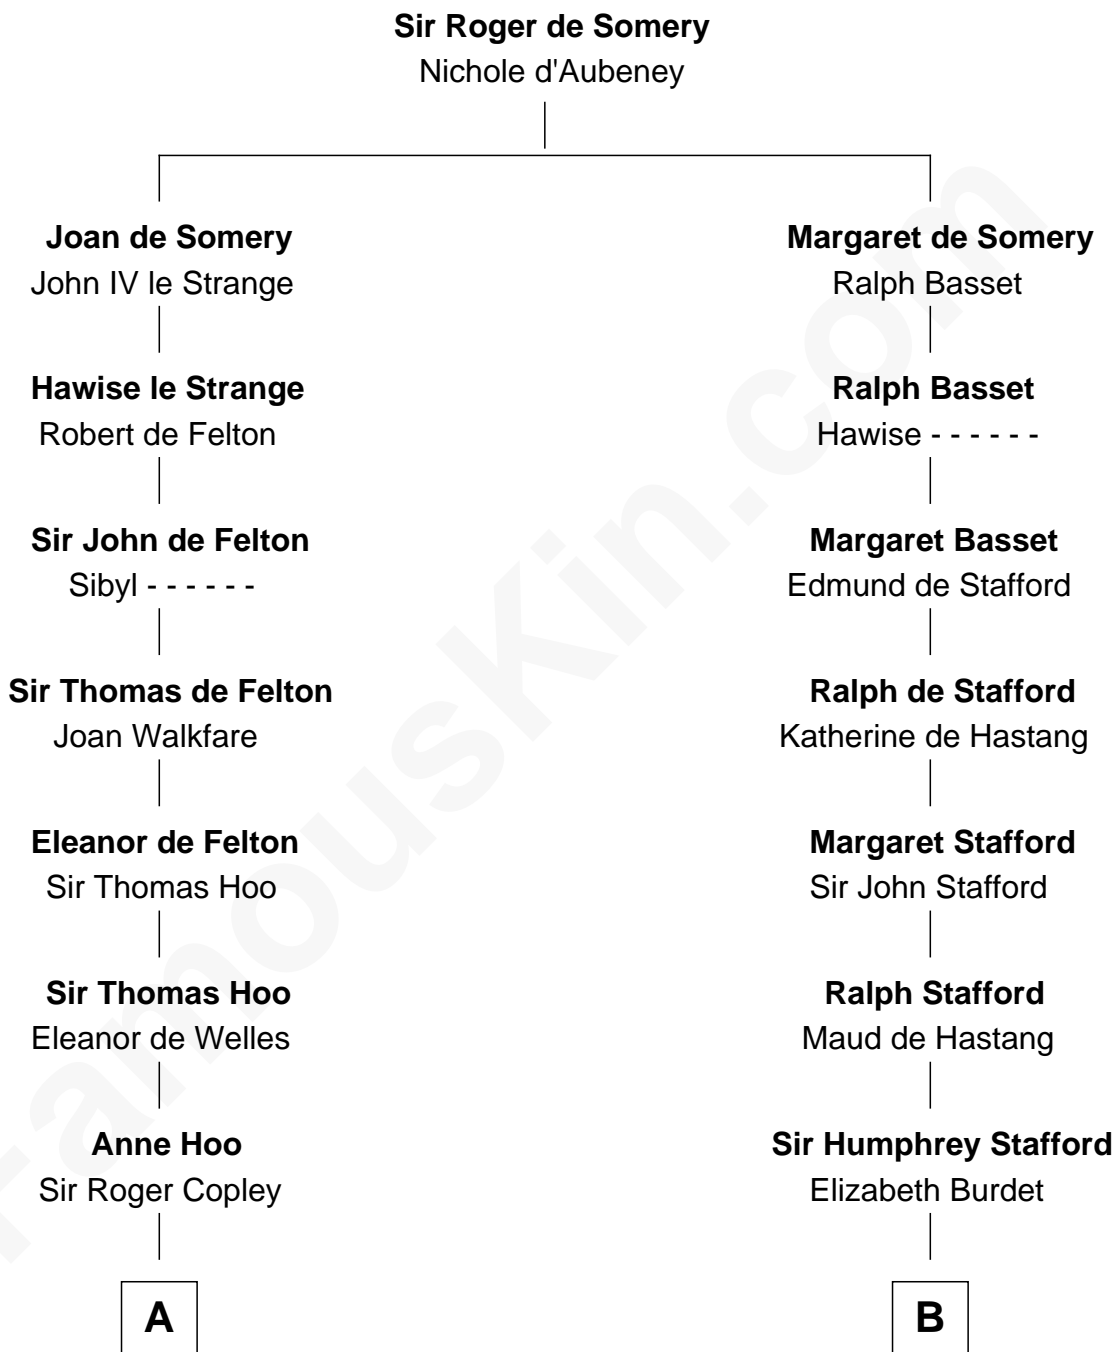 Sir Roger de Somery
Nichole d'Aubeney
Joan de Somery
John IV le Strange
Margaret de Somery
Ralph Basset
Hawise le Strange
Robert de Felton
Ralph Basset
Hawise - - - - - -
Sir John de Felton
Sibyl - - - - - -
Margaret Basset
Edmund de Stafford
Sir Thomas de Felton
Joan Walkfare
Ralph de Stafford
Katherine de Hastang
Eleanor de Felton
Sir Thomas Hoo
Margaret Stafford
Sir John Stafford
Sir Thomas Hoo
Eleanor de Welles
Ralph Stafford
Maud de Hastang
Anne Hoo
Sir Roger Copley
Sir Humphrey Stafford
Elizabeth Burdet
A
B
FamousKin.com